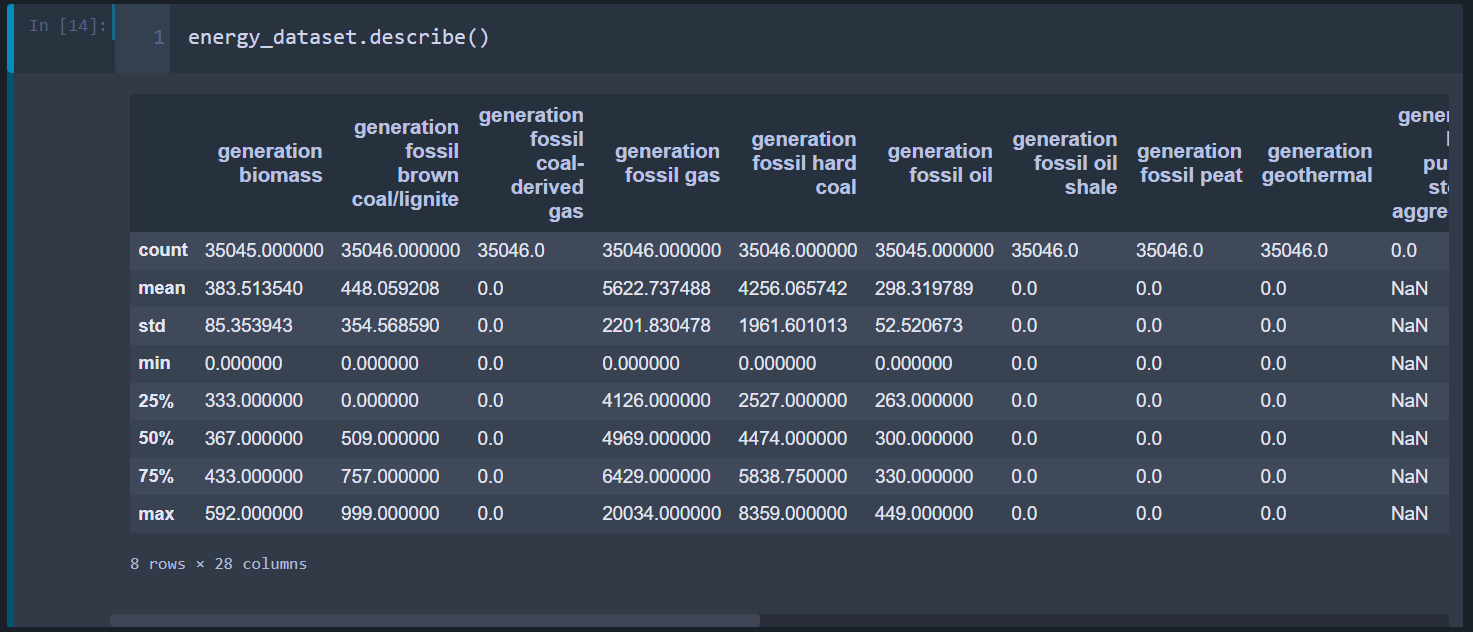 In [14]:
1 energy_dataset.describe()
generation biomass
generation fossil brown coal/lignite
generation fossil coal-derived gas
generation fossil gas
generation fossil hard coal
generation fossil oil
generation fossil oil shale
generation fossil peat
generation geothermal
count 35045.000000 35046.000000 35046.0 35046.000000 35046.000000 35045.000000 35046.0 35046.0 35046.0 0.0
mean 383.513540 448.059208 0.0 5622.737488 4256.065742 298.319789 0.0 0.0 0.0 NaN
std 85.353943 354.568590 0.0 2201.830478 1961.601013 52.520673 0.0 0.0 0.0 NaN
min 0.000000 0.000000 0.0 0.000000 0.000000 0.000000 0.0 0.0 0.0 NaN
25% 333.000000 0.000000 0.0 4126.000000 2527.000000 263.000000 0.0 0.0 0.0 NaN
50% 367.000000 509.000000 0.0 4969.000000 4474.000000 300.000000 0.0 0.0 0.0 NaN
75% 433.000000 757.000000 0.0 6429.000000 5838.750000 330.000000 0.0 0.0 0.0 NaN
max 592.000000 999.000000 0.0 20034.000000 8359.000000 449.000000 0.0 0.0 0.0 NaN
8 rows × 28 columns